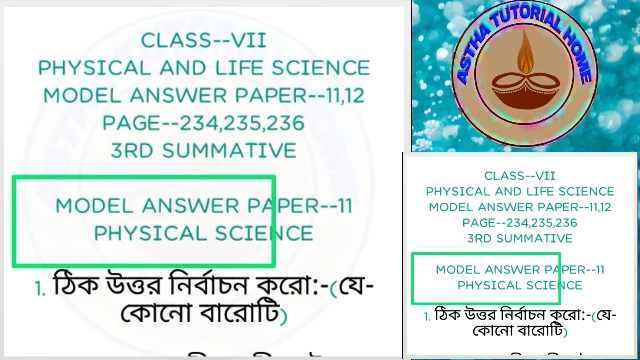 CLASS--VII
PHYSICAL AND LIFE SCIENCE
MODEL ANSWER PAPER--11,12
PAGE--234,235,236
3RD SUMMATIVE
MODEL ANSWER PAPER--11
PHYSICAL SCIENCE
1. ঠিক উত্তর নির্বাচন করো:-(যে-
কোনো বারোটি)
ASTHA TUTORIAL HOME
CLASS--VII
PHYSICAL AND LIFE SCIENCE
MODEL ANSWER PAPER--11,12
PAGE--234,235,236
3RD SUMMATIVE
MODEL ANSWER PAPER--11
PHYSICAL SCIENCE
1. ঠিক উত্তর নির্বাচন করো:-(যে-
কোনো বারোটি)